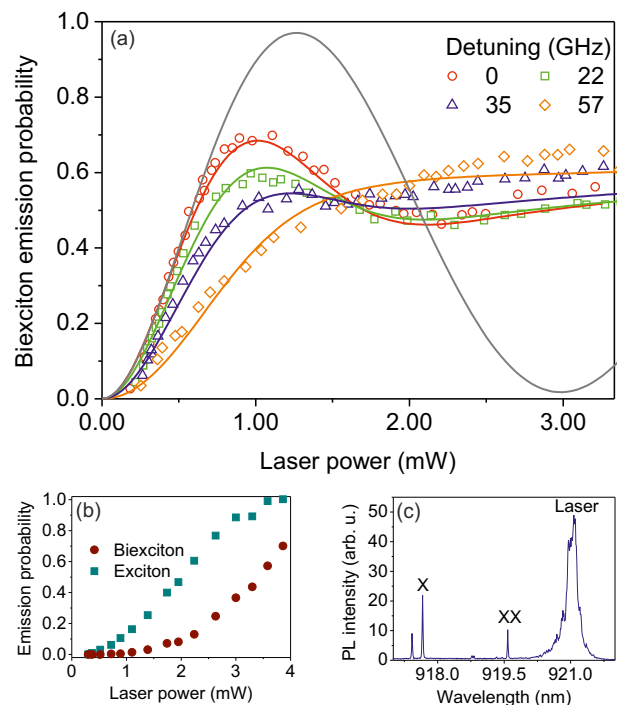 (a)
Detuning (GHz)
0 22
35 57
Biexciton emission probability
1.0
0.8
0.6
0.4
0.2
0.0
0.00 1.00 2.00 3.00
Laser power (mW)
(b)
Biexciton
Exciton
Emission probability
1.0
0.8
0.6
0.4
0.2
0.0
0 1 2 3 4
Laser power (mW)
(c)
Laser
X
XX
PL intensity (arb. u.)
50
40
30
20
10
0
918.0 919.5 921.0
Wavelength (nm)